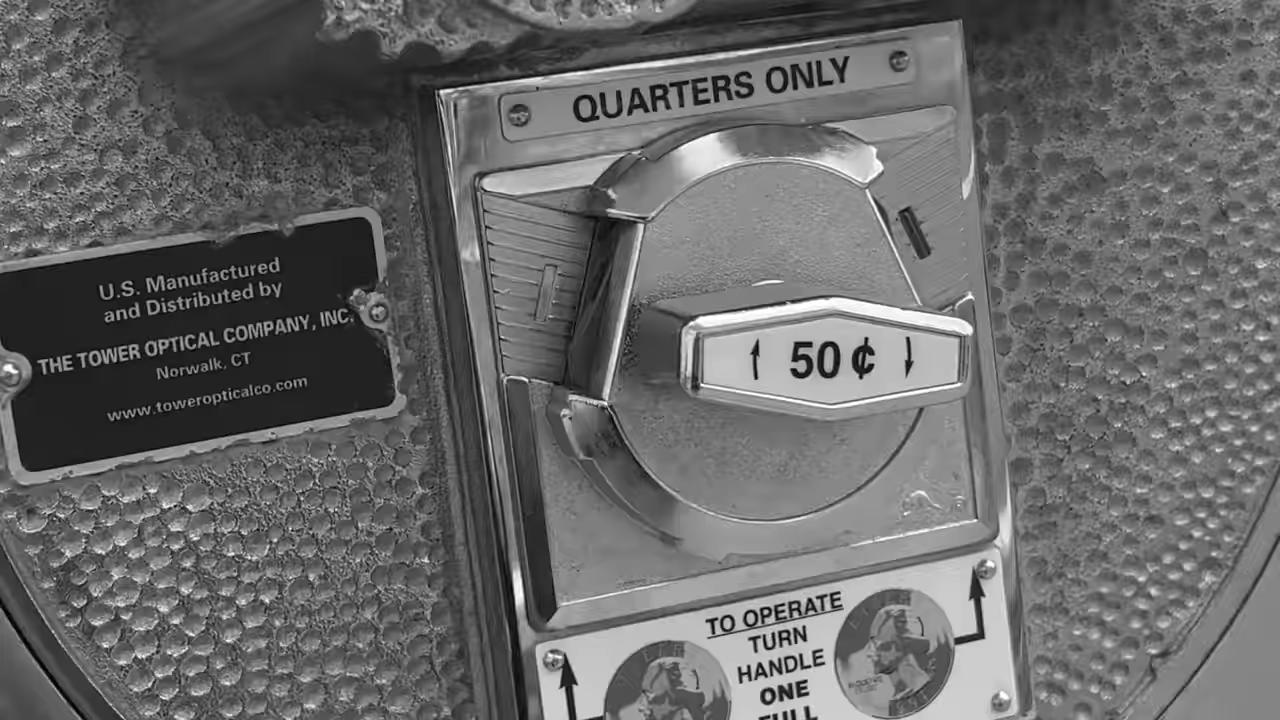 QUARTERS ONLY
U.S. Manufactured
and Distributed by
THE TOWER OPTICAL COMPANY, INC.
Norwalk, CT
www.toweropticalco.com
↑ 50¢ ↓
TO OPERATE
TURN
HANDLE
ONE
FULL